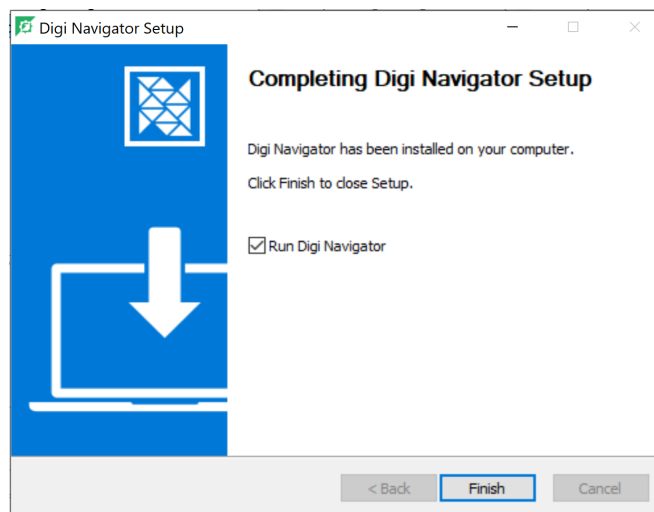 Digi Navigator Setup
Completing Digi Navigator Setup
Digi Navigator has been installed on your computer.
Click Finish to close Setup.
Run Digi Navigator
< Back
Finish
Cancel